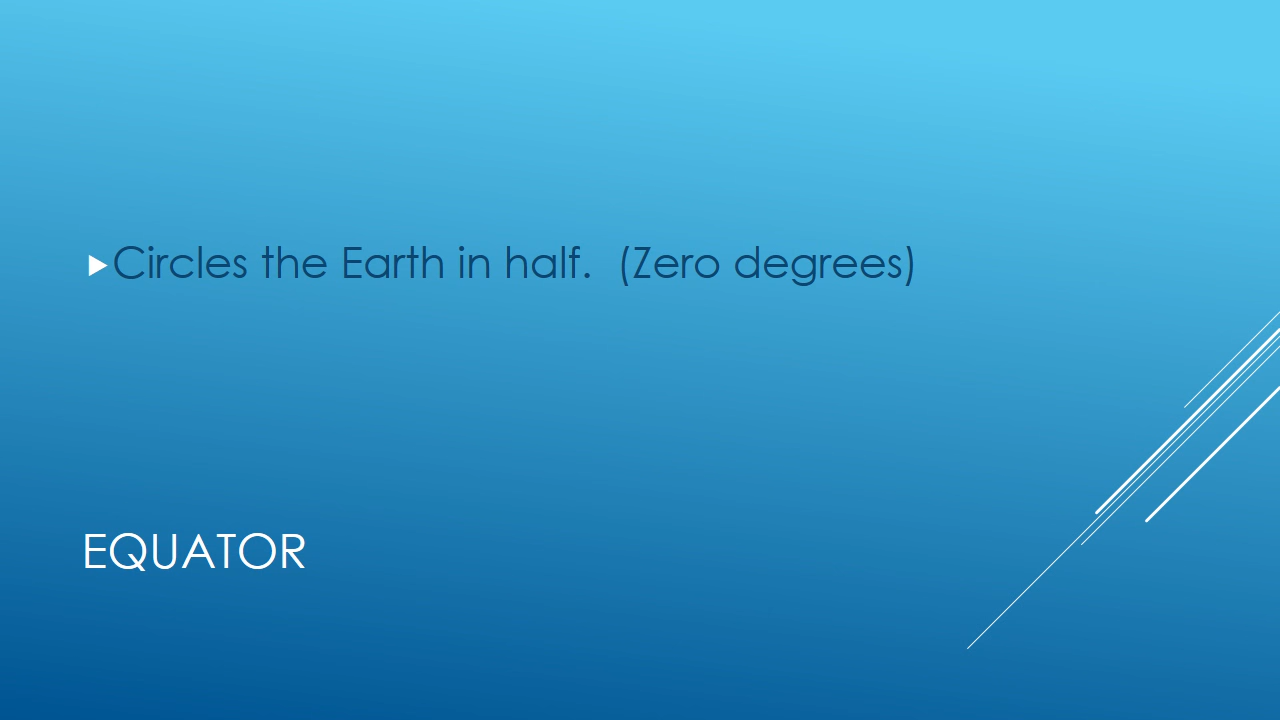 Circles the Earth in half.  (Zero degrees)
EQUATOR